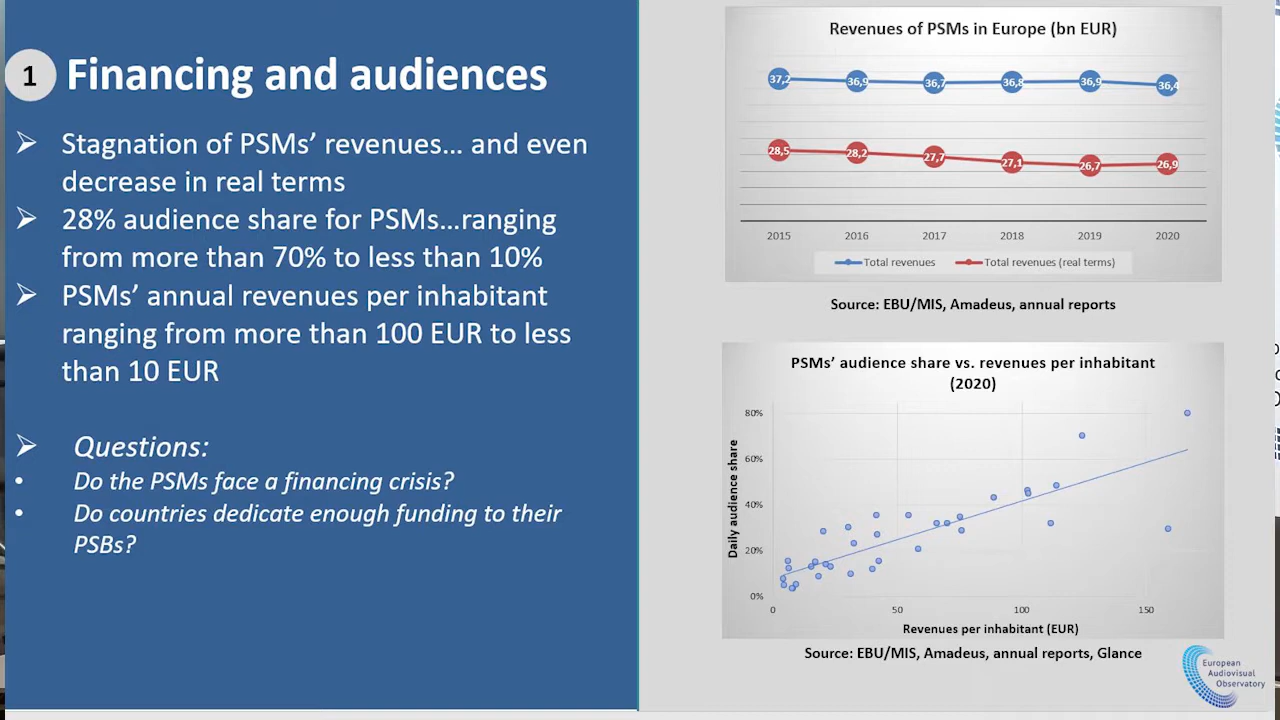 1 Financing and audiences
➢ Stagnation of PSMs’ revenues... and even
decrease in real terms
➢ 28% audience share for PSMs...ranging
from more than 70% to less than 10%
➢ PSMs’ annual revenues per inhabitant
ranging from more than 100 EUR to less
than 10 EUR
➢ Questions:
• Do the PSMs face a financing crisis?
• Do countries dedicate enough funding to their
PSBs?
Revenues of PSMs in Europe (bn EUR)
37,2 36,9 36,7 36,8 36,9 36,4
28,5 28,2 27,7 27,1 26,7 26,9
2015 2016 2017 2018 2019 2020
Total revenues Total revenues (real terms)
Source: EBU/MIS, Amadeus, annual reports
PSMs’ audience share vs. revenues per inhabitant
(2020)
Daily audience share
80%
60%
40%
20%
0%
0 50 100 150
Revenues per inhabitant (EUR)
Source: EBU/MIS, Amadeus, annual reports, Glance
European
Audiovisual
Observatory